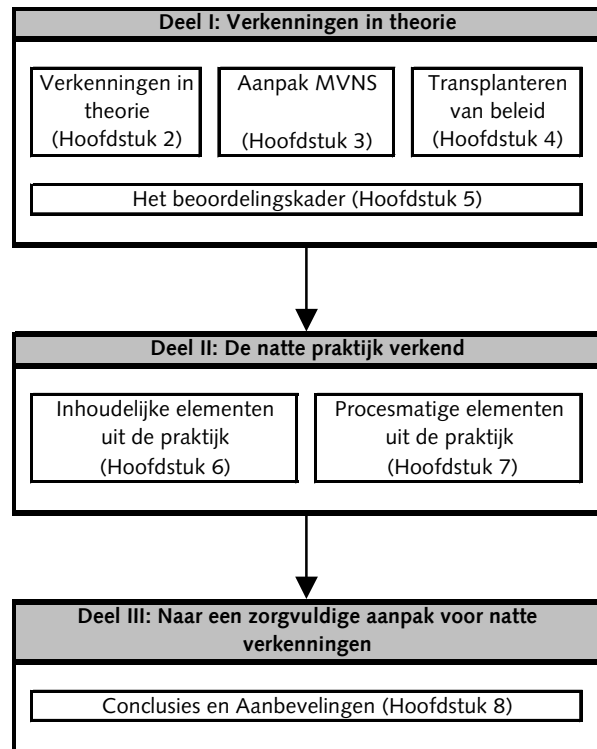 Deel I: Verkenningen in theorie
Verkenningen in
theorie
(Hoofdstuk 2)
Aanpak MVNS
(Hoofdstuk 3)
Transplanteren
van beleid
(Hoofdstuk 4)
Het beoordelingskader (Hoofdstuk 5)
Deel II: De natte praktijk verkend
Inhoudelijke elementen
uit de praktijk
(Hoofdstuk 6)
Procesmatige elementen
uit de praktijk
(Hoofdstuk 7)
Deel III: Naar een zorgvuldige aanpak voor natte
verkenningen
Conclusies en Aanbevelingen (Hoofdstuk 8)